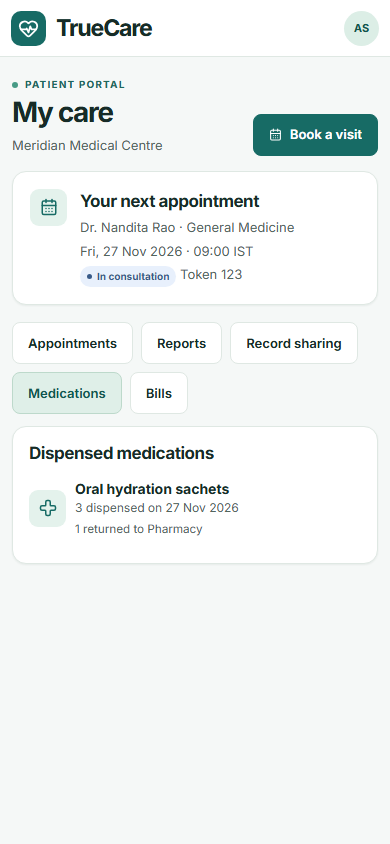 TrueCare
AS
PATIENT PORTAL
My care
Meridian Medical Centre
Book a visit
Your next appointment
Dr. Nandita Rao · General Medicine
Fri, 27 Nov 2026 · 09:00 IST
In consultation Token 123
Appointments
Reports
Record sharing
Medications
Bills
Dispensed medications
Oral hydration sachets
3 dispensed on 27 Nov 2026
1 returned to Pharmacy